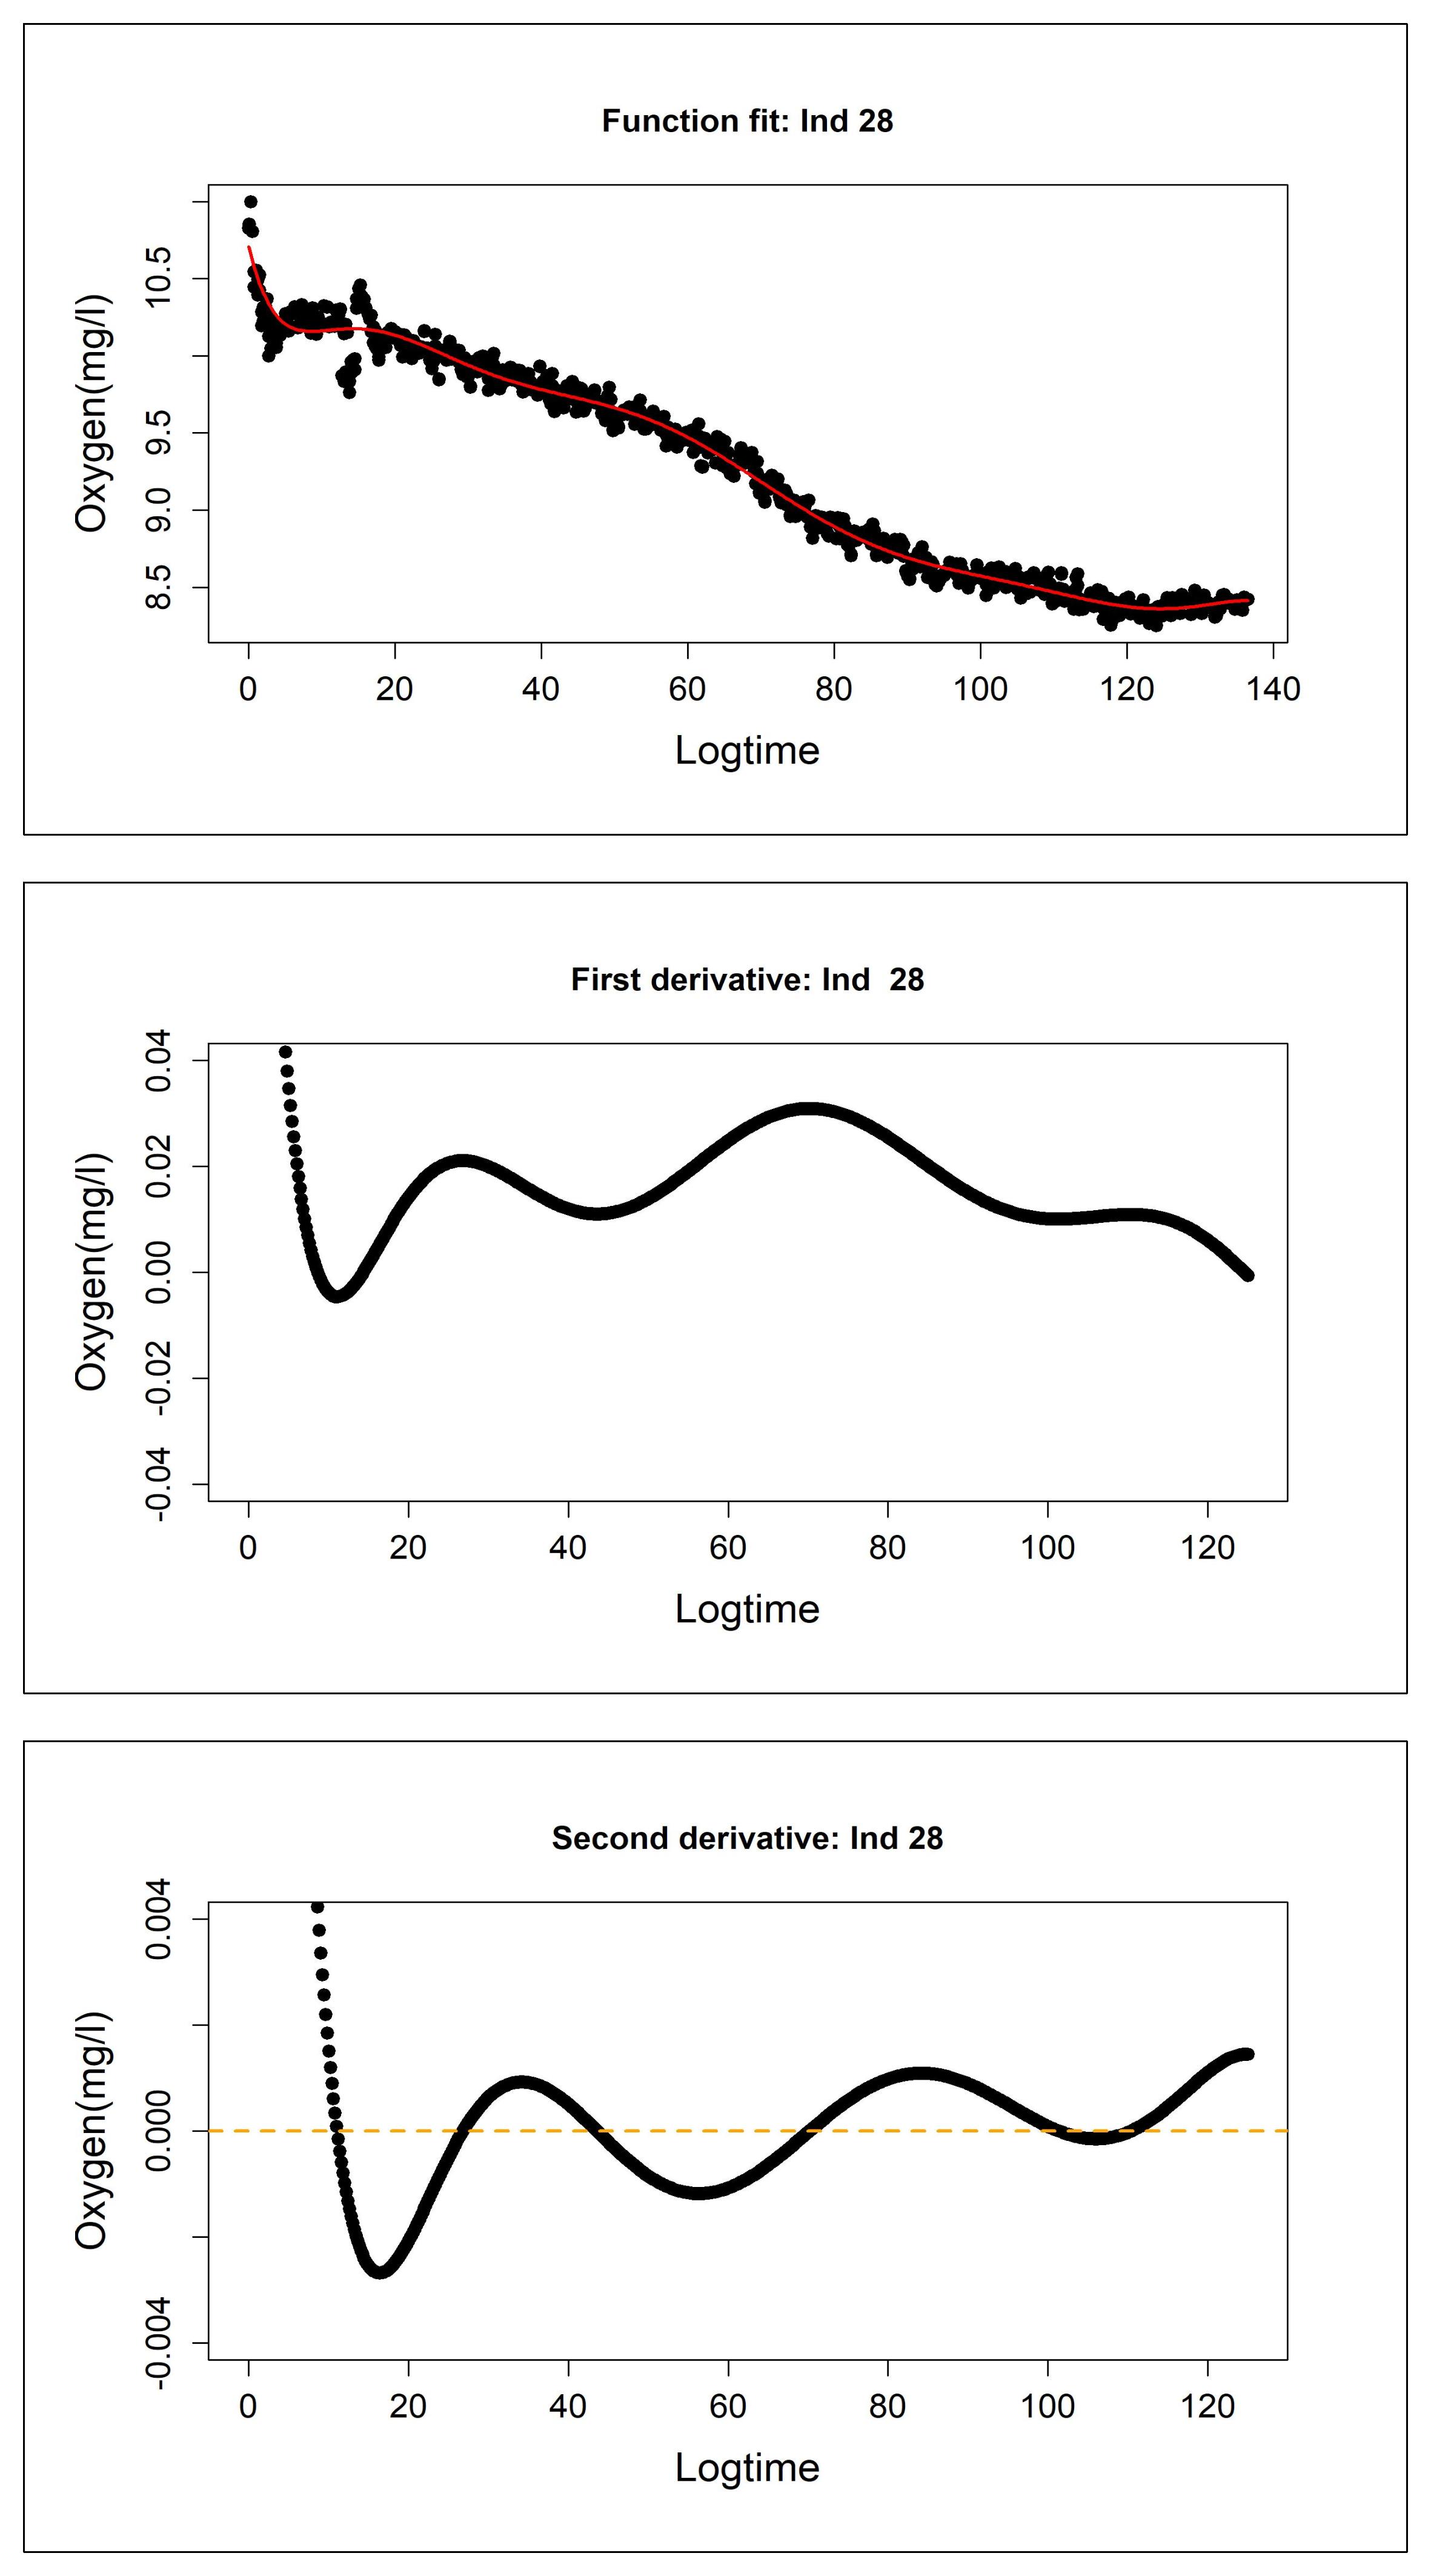 Function fit: Ind 28
Oxygen(mg/l)
10.5
9.5
9.0
8.5
0 20 40 60 80 100 120 140
Logtime
First derivative: Ind  28
Oxygen(mg/l)
0.04
0.02
0.00
-0.02
-0.04
0 20 40 60 80 100 120
Logtime
Second derivative: Ind 28
Oxygen(mg/l)
0.004
0.000
-0.004
0 20 40 60 80 100 120
Logtime